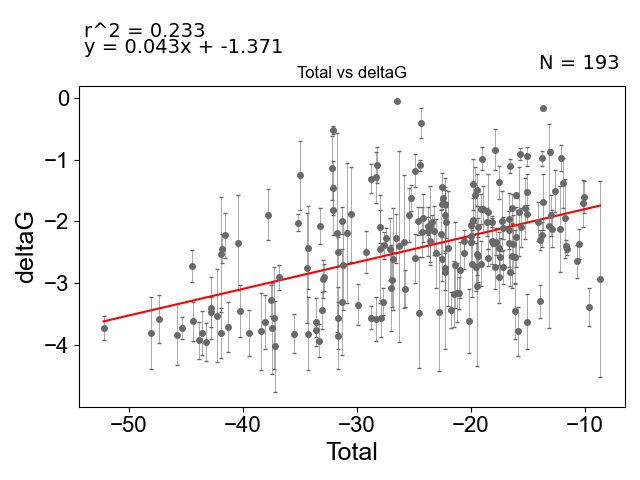 r^2 = 0.233
y = 0.043x + -1.371
N = 193
Total vs deltaG
deltaG
0
−1
−2
−3
−4
−50 −40 −30 −20 −10
Total